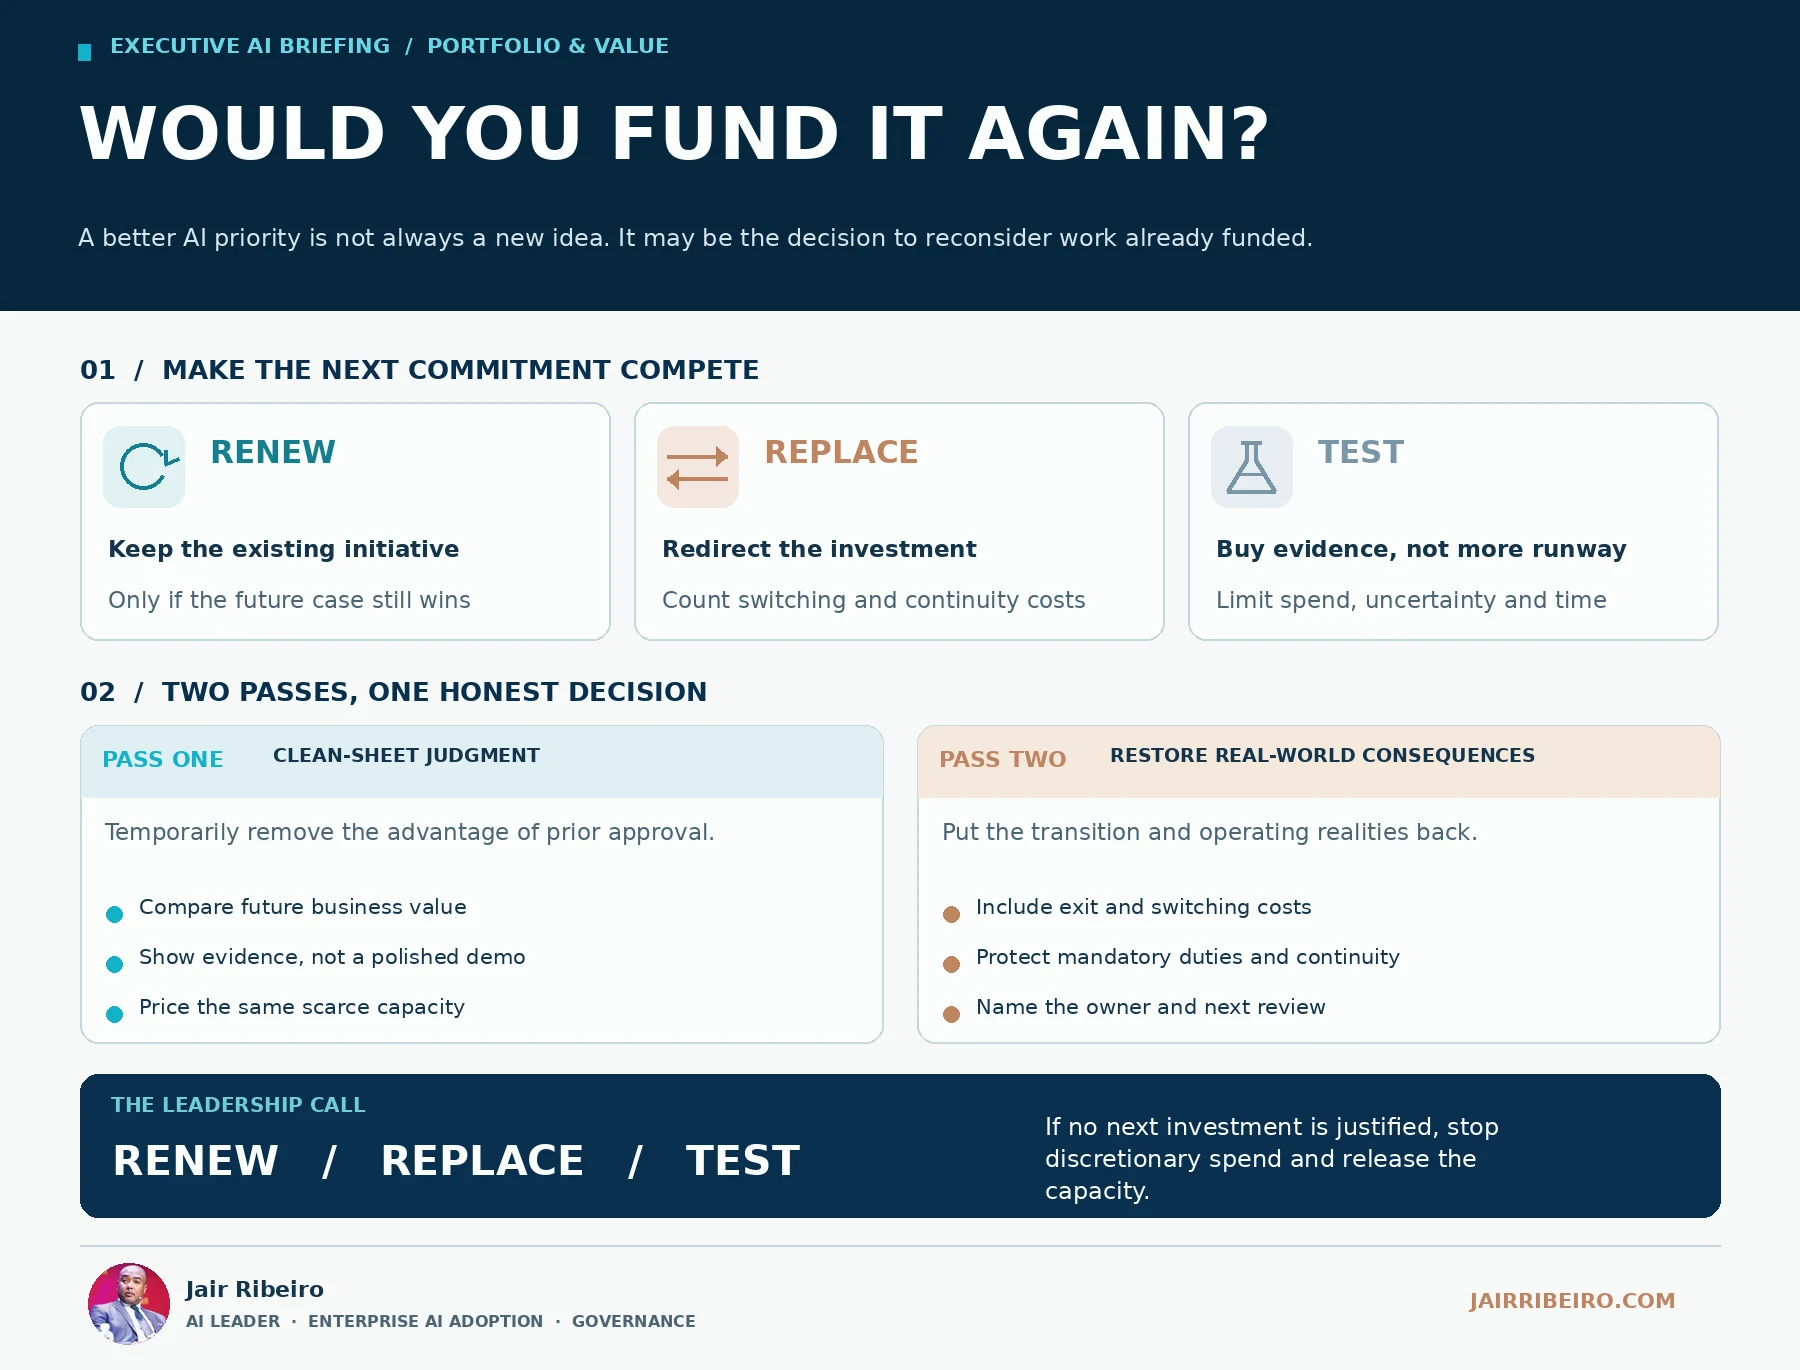 EXECUTIVE AI BRIEFING / PORTFOLIO & VALUE
WOULD YOU FUND IT AGAIN?
A better AI priority is not always a new idea. It may be the decision to reconsider work already funded.
01 / MAKE THE NEXT COMMITMENT COMPETE
RENEW
Keep the existing initiative
Only if the future case still wins
REPLACE
Redirect the investment
Count switching and continuity costs
TEST
Buy evidence, not more runway
Limit spend, uncertainty and time
02 / TWO PASSES, ONE HONEST DECISION
PASS ONE CLEAN-SHEET JUDGMENT
Temporarily remove the advantage of prior approval.
Compare future business value
Show evidence, not a polished demo
Price the same scarce capacity
PASS TWO RESTORE REAL-WORLD CONSEQUENCES
Put the transition and operating realities back.
Include exit and switching costs
Protect mandatory duties and continuity
Name the owner and next review
THE LEADERSHIP CALL
RENEW / REPLACE / TEST
If no next investment is justified, stop
discretionary spend and release the
capacity.
Jair Ribeiro
AI LEADER · ENTERPRISE AI ADOPTION · GOVERNANCE
JAIRRIBEIRO.COM